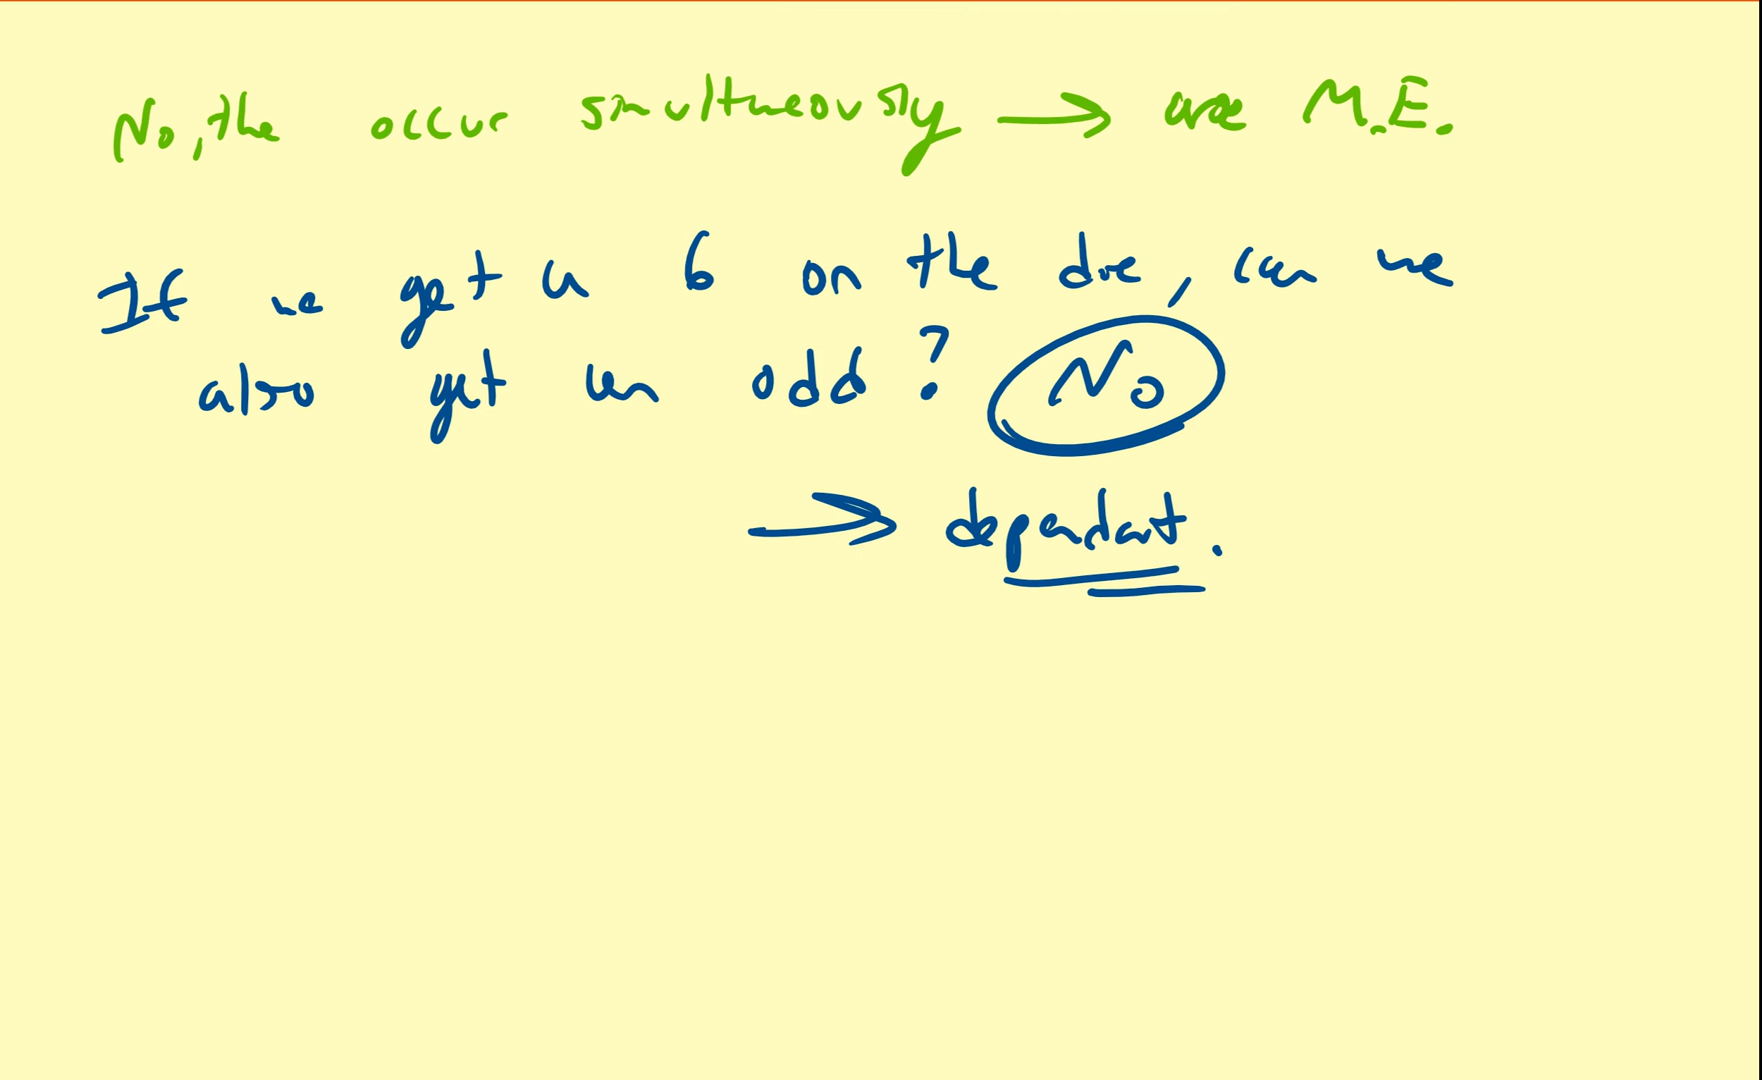 No, the occur simultneously → are M.E.
If we get a 6 on the die, can we
also get an odd? No
→ dependant.